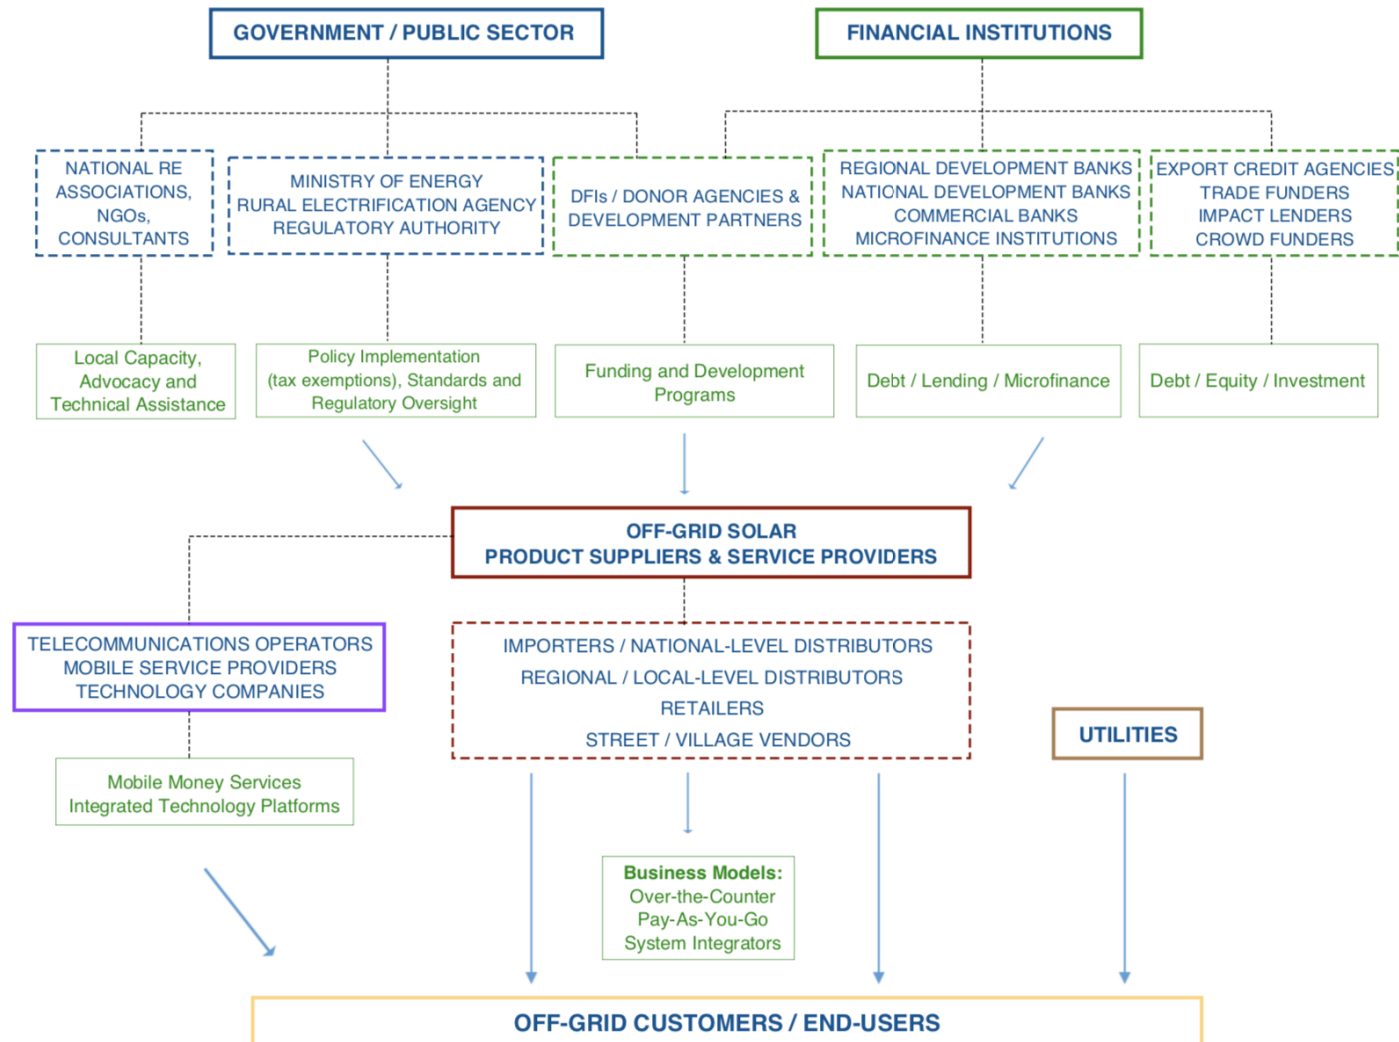 GOVERNMENT / PUBLIC SECTOR
FINANCIAL INSTITUTIONS
NATIONAL RE
ASSOCIATIONS,
NGOs,
CONSULTANTS
MINISTRY OF ENERGY
RURAL ELECTRIFICATION AGENCY
REGULATORY AUTHORITY
DFIs / DONOR AGENCIES &
DEVELOPMENT PARTNERS
REGIONAL DEVELOPMENT BANKS
NATIONAL DEVELOPMENT BANKS
COMMERCIAL BANKS
MICROFINANCE INSTITUTIONS
EXPORT CREDIT AGENCIES
TRADE FUNDERS
IMPACT LENDERS
CROWD FUNDERS
Local Capacity,
Advocacy and
Technical Assistance
Policy Implementation
(tax exemptions), Standards and
Regulatory Oversight
Funding and Development
Programs
Debt / Lending / Microfinance
Debt / Equity / Investment
OFF-GRID SOLAR
PRODUCT SUPPLIERS & SERVICE PROVIDERS
TELECOMMUNICATIONS OPERATORS
MOBILE SERVICE PROVIDERS
TECHNOLOGY COMPANIES
IMPORTERS / NATIONAL-LEVEL DISTRIBUTORS
REGIONAL / LOCAL-LEVEL DISTRIBUTORS
RETAILERS
STREET / VILLAGE VENDORS
UTILITIES
Mobile Money Services
Integrated Technology Platforms
Business Models:
Over-the-Counter
Pay-As-You-Go
System Integrators
OFF-GRID CUSTOMERS / END-USERS